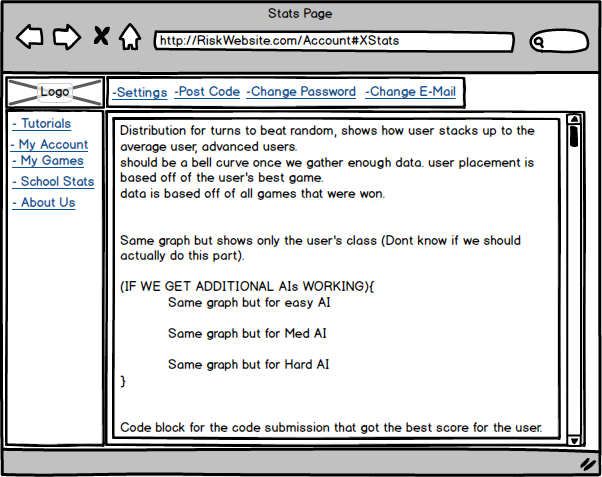 Stats Page
http://RiskWebsite.com/Account#XStats
Logo
-Settings -Post Code -Change Password -Change E-Mail
- Tutorials
- My Account
- My Games
- School Stats
- About Us
Distribution for turns to beat random, shows how user stacks up to the
average user, advanced users.
should be a bell curve once we gather enough data. user placement is
based off of the user's best game.
data is based off of all games that were won.
Same graph but shows only the user's class (Dont know if we should
actually do this part).
(IF WE GET ADDITIONAL AIs WORKING){
Same graph but for easy AI
Same graph but for Med AI
Same graph but for Hard AI
}
Code block for the code submission that got the best score for the user.